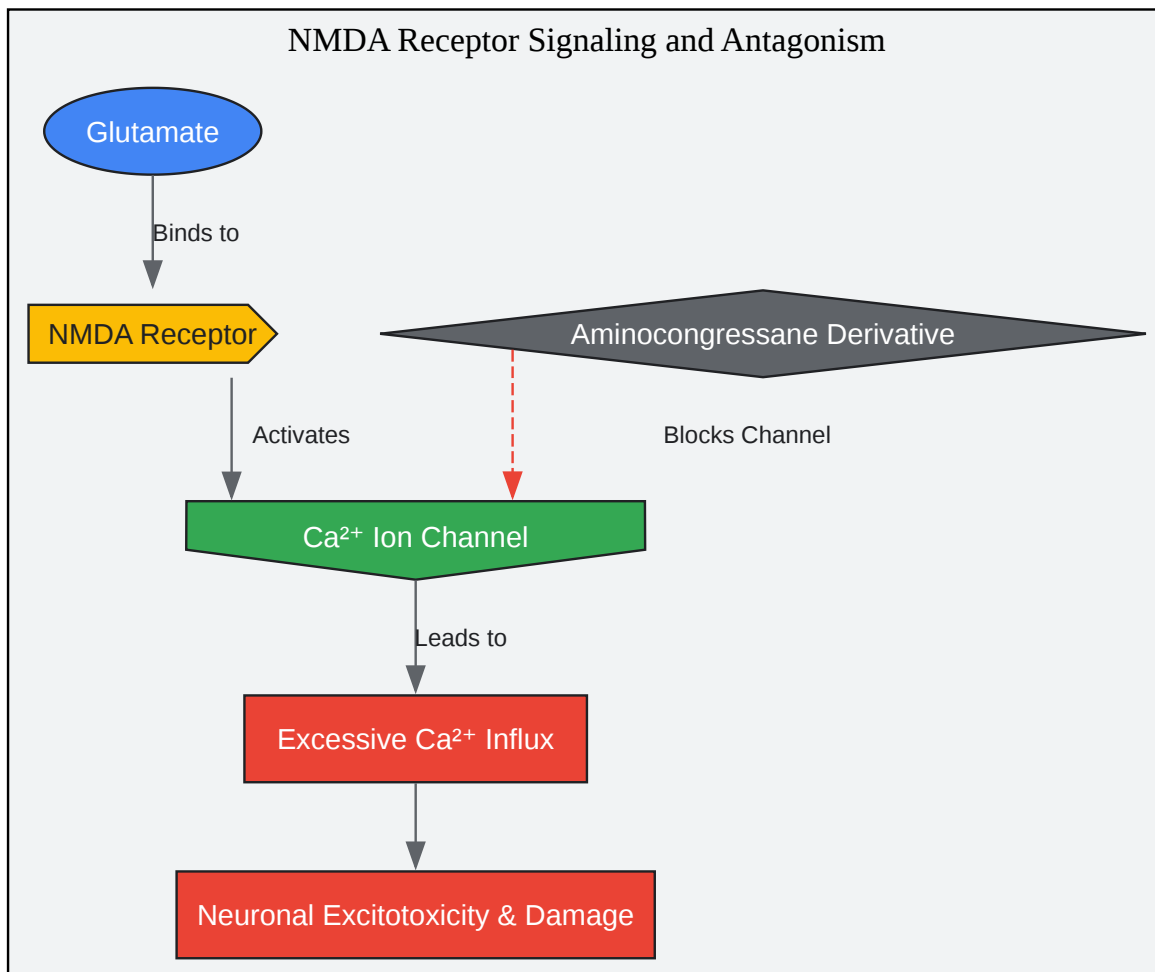 NMDA Receptor Signaling and Antagonism
Glutamate
Binds to
NMDA Receptor
Aminocongressane Derivative
Activates
Blocks Channel
Ca²⁺ Ion Channel
Leads to
Excessive Ca²⁺ Influx
Neuronal Excitotoxicity & Damage